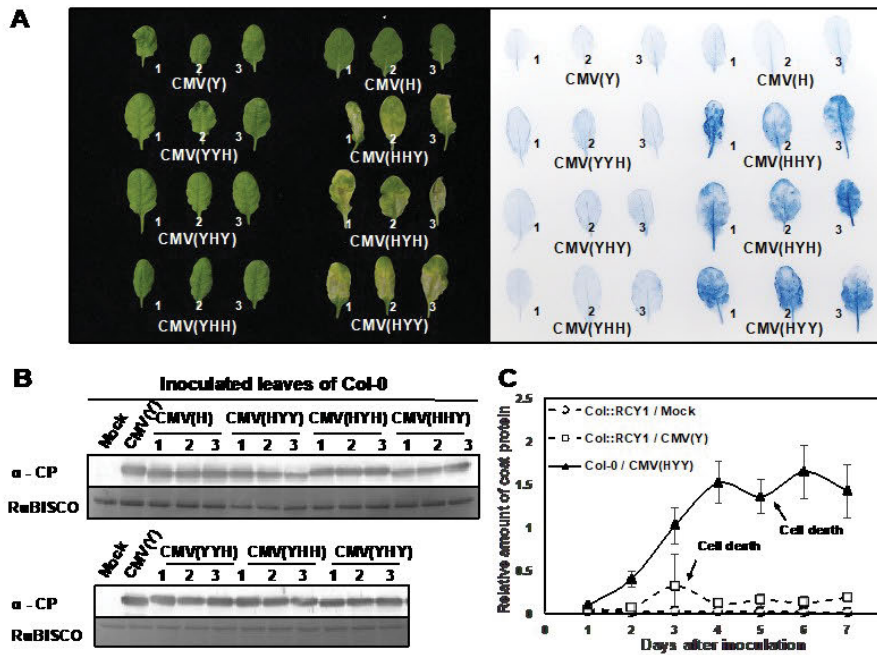 A
1 2 3 1 2 3 1 2 3 1 2 3
CMV(Y) CMV(H) CMV(Y) CMV(H)
1 2 3 1 2 3 1 2 3 1 2 3
CMV(YYH) CMV(HHY) CMV(YYH) CMV(HHY)
1 2 3 1 2 3 1 2 3 1 2 3
CMV(YHY) CMV(HYH) CMV(YHY) CMV(HYH)
1 2 3 1 2 3 1 2 3 1 2 3
CMV(YHH) CMV(HYY) CMV(YHH) CMV(HYY)
B
Inoculated leaves of Col-0
Mock CMV(Y) CMV(H) CMV(HYY) CMV(HYH) CMV(HHY)
1 2 3 1 2 3 1 2 3 1 2 3
α - CP
RuBISCO
Mock CMV(Y) CMV(YYH) CMV(YHH) CMV(YHY)
1 2 3 1 2 3 1 2 3
α - CP
RuBISCO
C
Relative amount of coat protein
2.5
2
1.5
1
0.5
0
Col::RCY1 / Mock
Col::RCY1 / CMV(Y)
Col-0 / CMV(HYY)
Cell death
Cell death
0 1 2 3 4 5 6 7
Days after inoculation